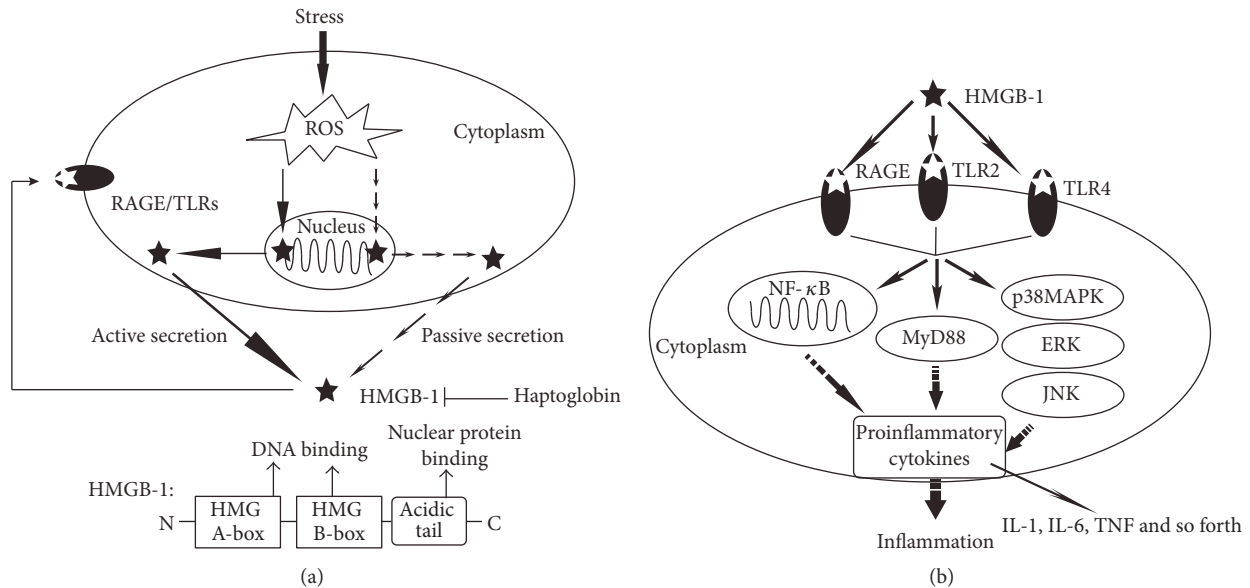 Stress
ROS
Cytoplasm
RAGE/TLRs
Nucleus
Active secretion
Passive secretion
HMGB-1
Haptoglobin
DNA binding
Nuclear protein
binding
HMGB-1:
N
HMG
A-box
HMG
B-box
Acidic
tail
C
(a)
HMGB-1
RAGE
TLR2
TLR4
NF-κB
p38MAPK
MyD88
ERK
Cytoplasm
JNK
Proinflammatory
cytokines
IL-1, IL-6, TNF and so forth
Inflammation
(b)